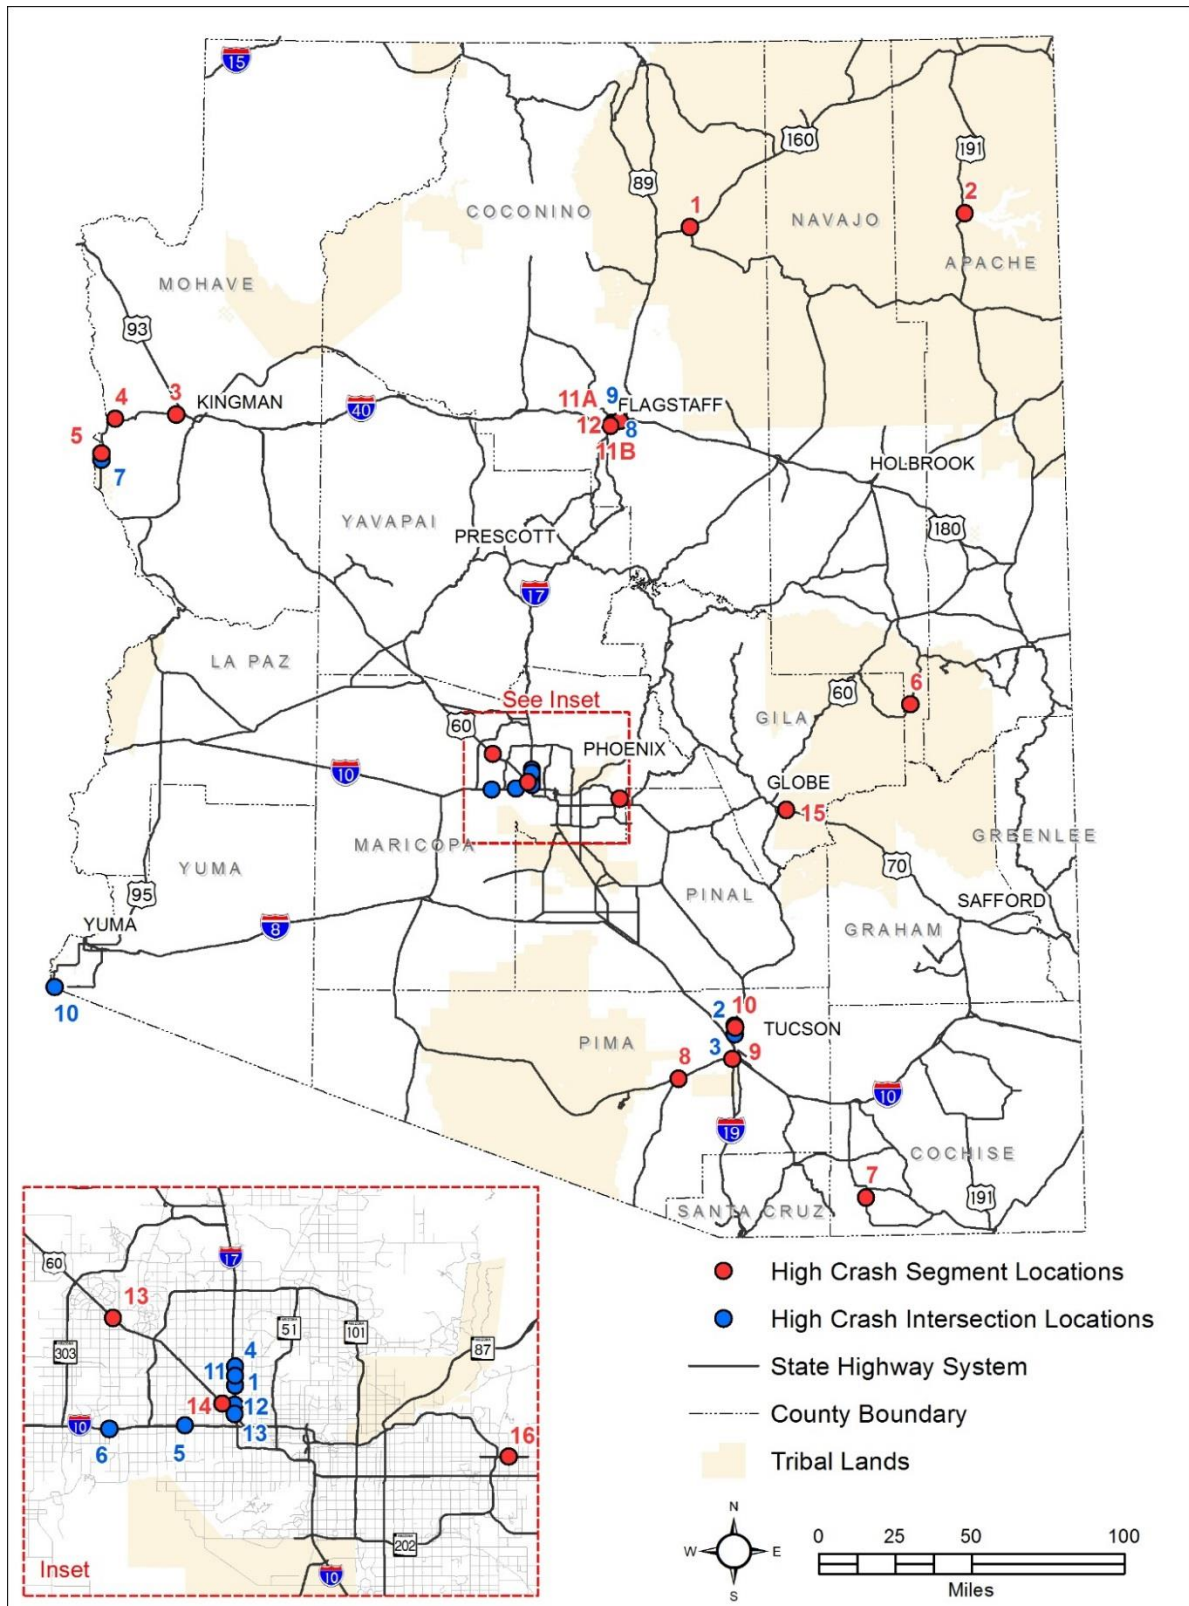 15
160
191
89
1
2
COCONINO
NAVAJO
APACHE
MOHAVE
93
4
3
KINGMAN
40
11A
9
FLAGSTAFF
12
8
11B
5
7
HOLBROOK
YAVAPAI
PRESCOTT
180
17
LA PAZ
See Inset
60
6
60
GILA
PHOENIX
10
GLOBE
15
MARICOPA
GREENLEE
YUMA
70
95
PINAL
SAFFORD
YUMA
8
GRAHAM
10
2
10
TUCSON
PIMA
3
9
8
10
19
COCHISE
7
191
SANTA CRUZ
60
17
13
303
51
101
87
4
11
1
14
12
13
10
6
5
16
202
10
Inset
High Crash Segment Locations
High Crash Intersection Locations
State Highway System
County Boundary
Tribal Lands
N
W
E
S
0
25
50
100
Miles